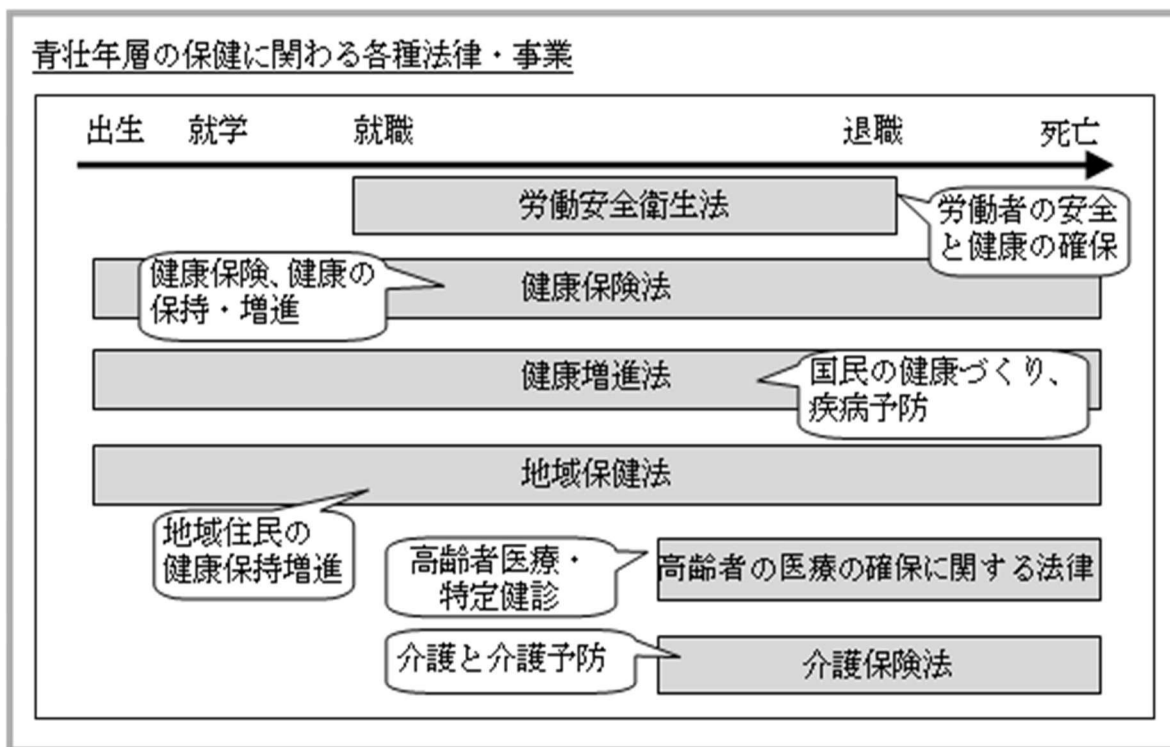 青壮年層の保健に関わる各種法律・事業
出生 就学 就職 退職 死亡
労働安全衛生法
労働者の安全
と健康の確保
健康保険、健康の
保持・増進
健康保険法
健康増進法
国民の健康づくり、
疾病予防
地域保健法
地域住民の
健康保持増進
高齢者医療・
特定健診
高齢者の医療の確保に関する法律
介護と介護予防
介護保険法